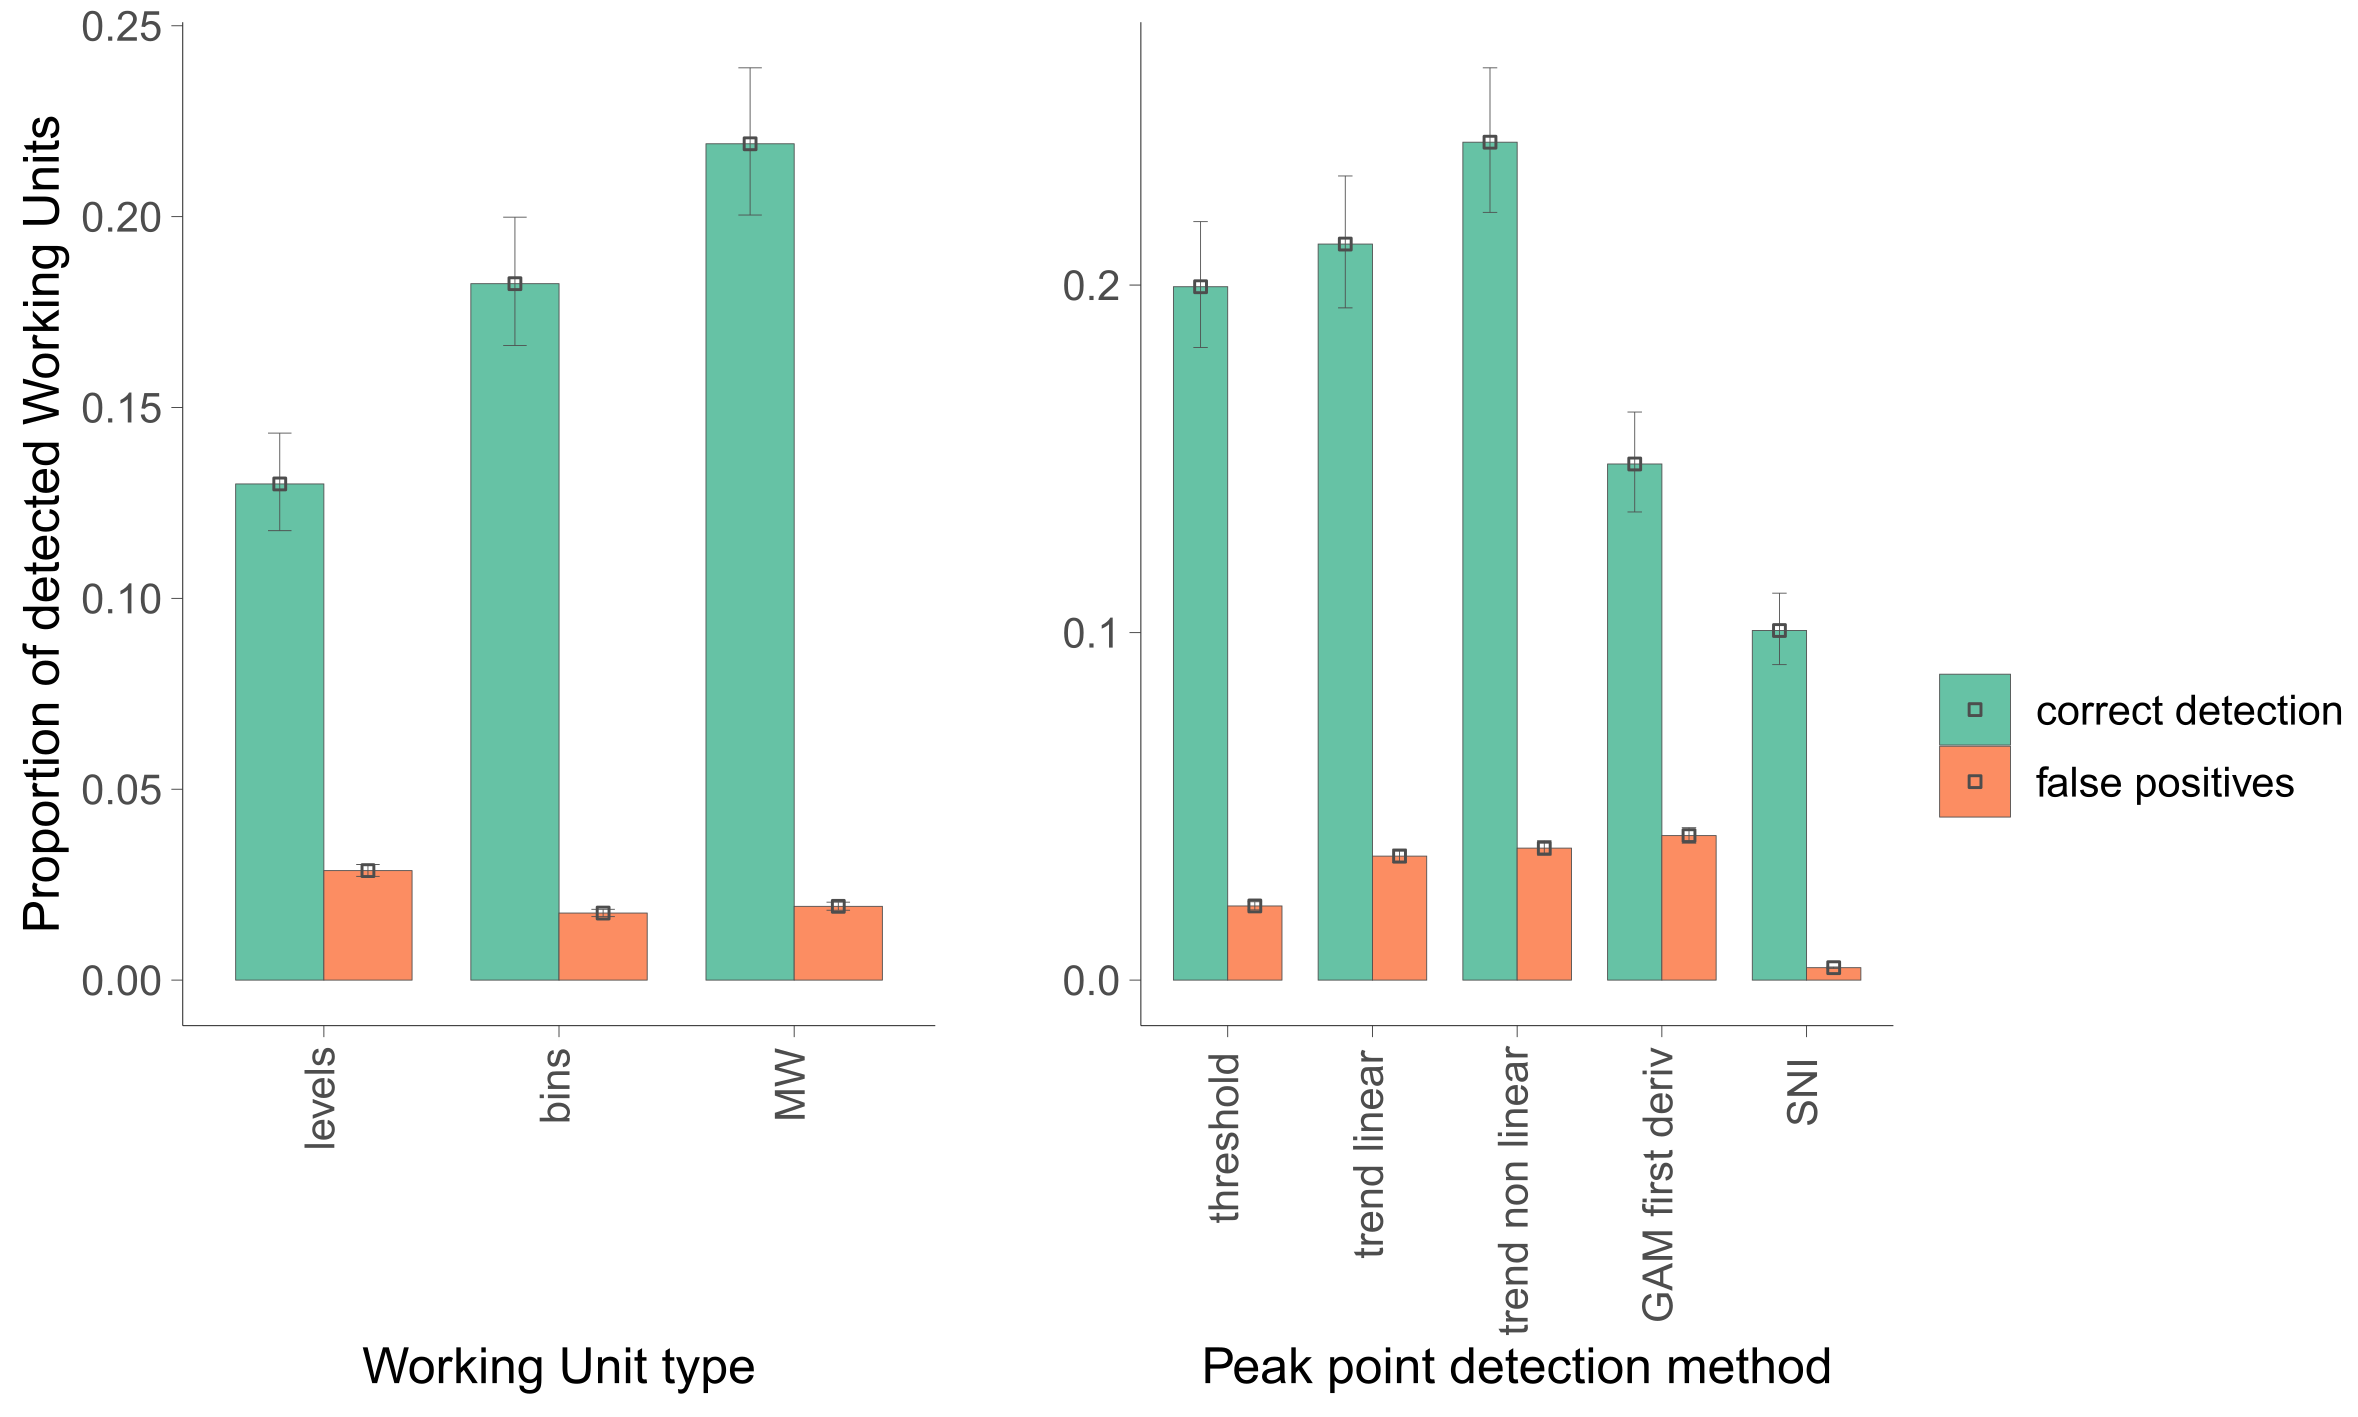 Proportion of detected Working Units
0.25
0.20
0.15
0.10
0.05
0.00
levels
bins
MW
Working Unit type
0.2
0.1
0.0
threshold
trend linear
trend non linear
GAM first deriv
SNI
Peak point detection method
correct detection
false positives